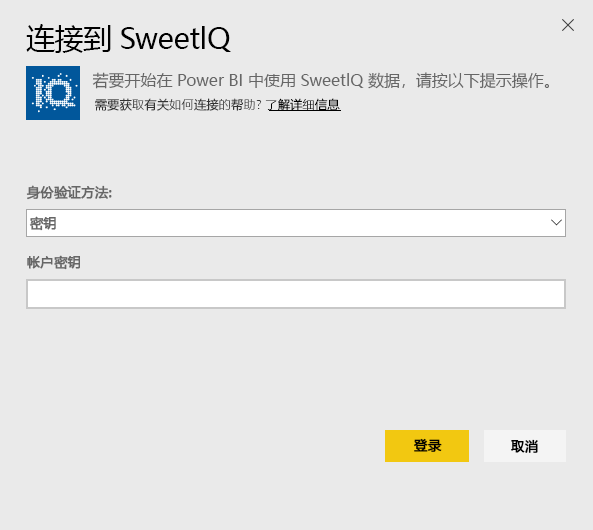 连接到 SweetIQ
IQ
若要开始在 Power BI 中使用 SweetIQ 数据，请按以下提示操作。
需要获取有关如何连接的帮助? 了解详细信息
身份验证方法:
密钥
帐户密钥
登录
取消